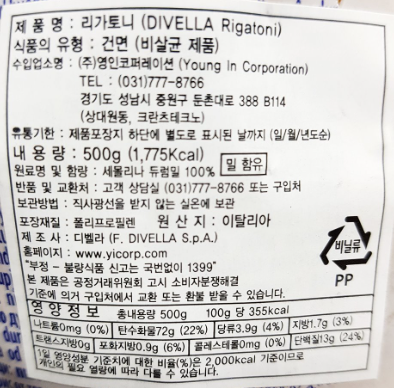 제 품 명 : 리가토니 (DIVELLA Rigatoni)
식품의 유형 : 건면 (비살균 제품)
수입업소명 : (주)영인코퍼레이션 (Young In Corporation)
TEL : (031)777-8766
경기도 성남시 중원구 둔촌대로 388 B114
(상대원동, 크란츠테크노)
유통기한 : 제품포장지 하단에 별도로 표시된 날까지 (일/월/년도순)
내 용 량 : 500g (1,775Kcal) 밀 함유
원료명 및 함량 : 세몰리나 듀럼밀 100%
반품 및 교환처 : 고객 상담실 (031)777-8766 또는 구입처
보관방법 : 직사광선을 받지 않는 실온에 보관
포장재질 : 폴리프로필렌 원 산 지 : 이탈리아
제 조 사 : 디벨라 (F. DIVELLA S.p.A.)
홈페이지 : www.yicorp.com
"부정 - 불량식품 신고는 국번없이 1399"
본 제품은 공정거래위원회 고시 소비자분쟁해결
기준에 의거 구입처에서 교환 또는 환불 받을 수 있습니다.
비닐류
PP
영양정보 총내용량 500g 100g 당 355kcal
나트륨0mg (0%) 탄수화물72g (22%) 당류3.9g (4%) 지방1.7g (3%)
트랜스지방0g 포화지방0.9g (6%) 콜레스테롤0mg (0%) 단백질13g (24%)
1일 영양성분 기준치에 대한 비율(%)은 2,000kcal 기준이므로
개인의 필요 열량에 따라 다를 수 있습니다.